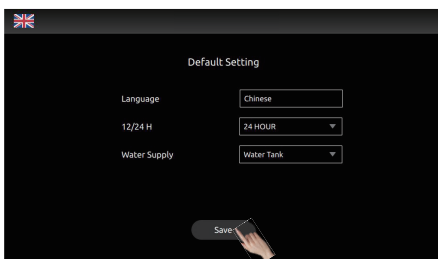 Default Setting
Language Chinese
12/24 H 24 HOUR
Water Supply Water Tank
Save